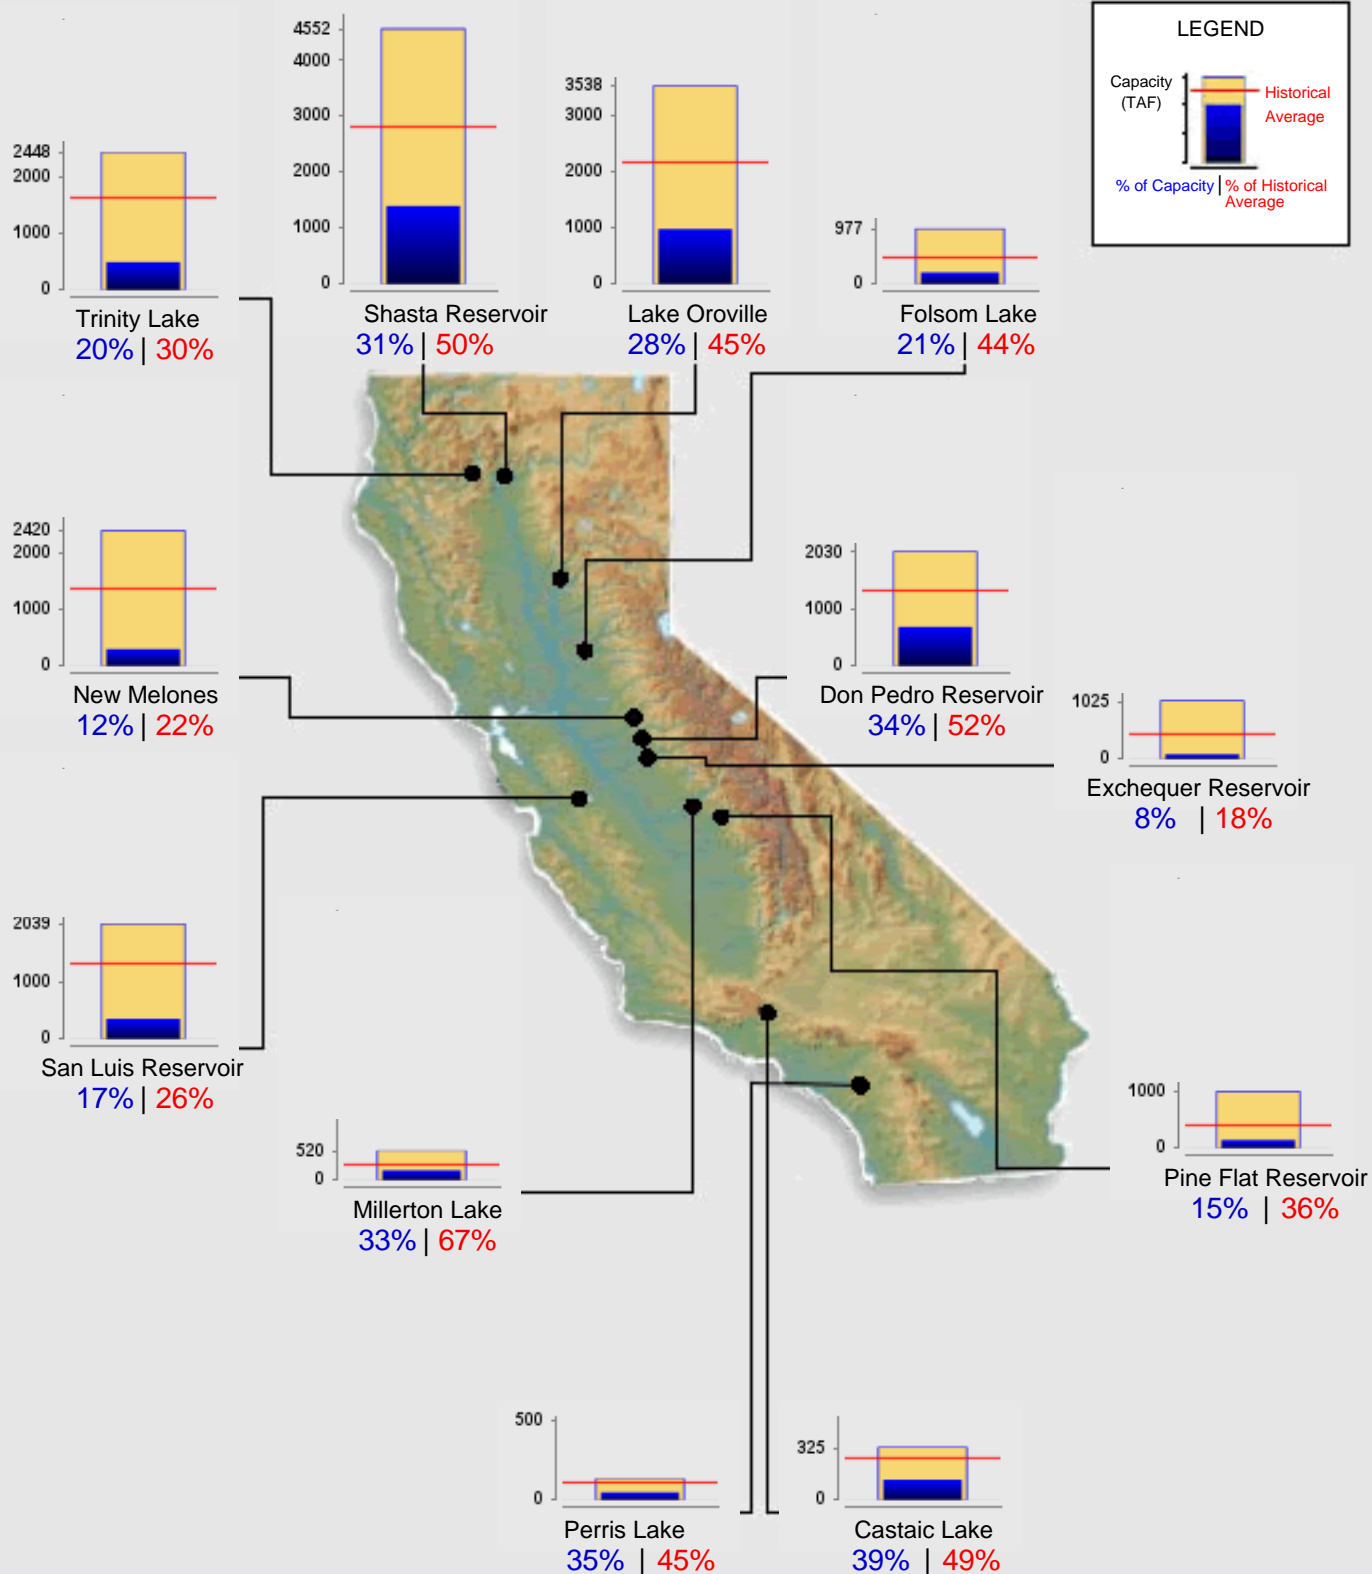 LEGEND
Capacity
(TAF)
Historical
Average
% of Capacity | % of Historical
Average
4552
4000
3000
2000
1000
0
Shasta Reservoir
31% | 50%
3538
3000
2000
1000
0
Lake Oroville
28% | 45%
977
0
Folsom Lake
21% | 44%
2448
2000
1000
0
Trinity Lake
20% | 30%
2420
2000
1000
0
New Melones
12% | 22%
2030
1000
0
Don Pedro Reservoir
34% | 52%
1025
0
Exchequer Reservoir
8% | 18%
2039
1000
0
San Luis Reservoir
17% | 26%
520
0
Millerton Lake
33% | 67%
1000
0
Pine Flat Reservoir
15% | 36%
500
0
Perris Lake
35% | 45%
325
0
Castaic Lake
39% | 49%